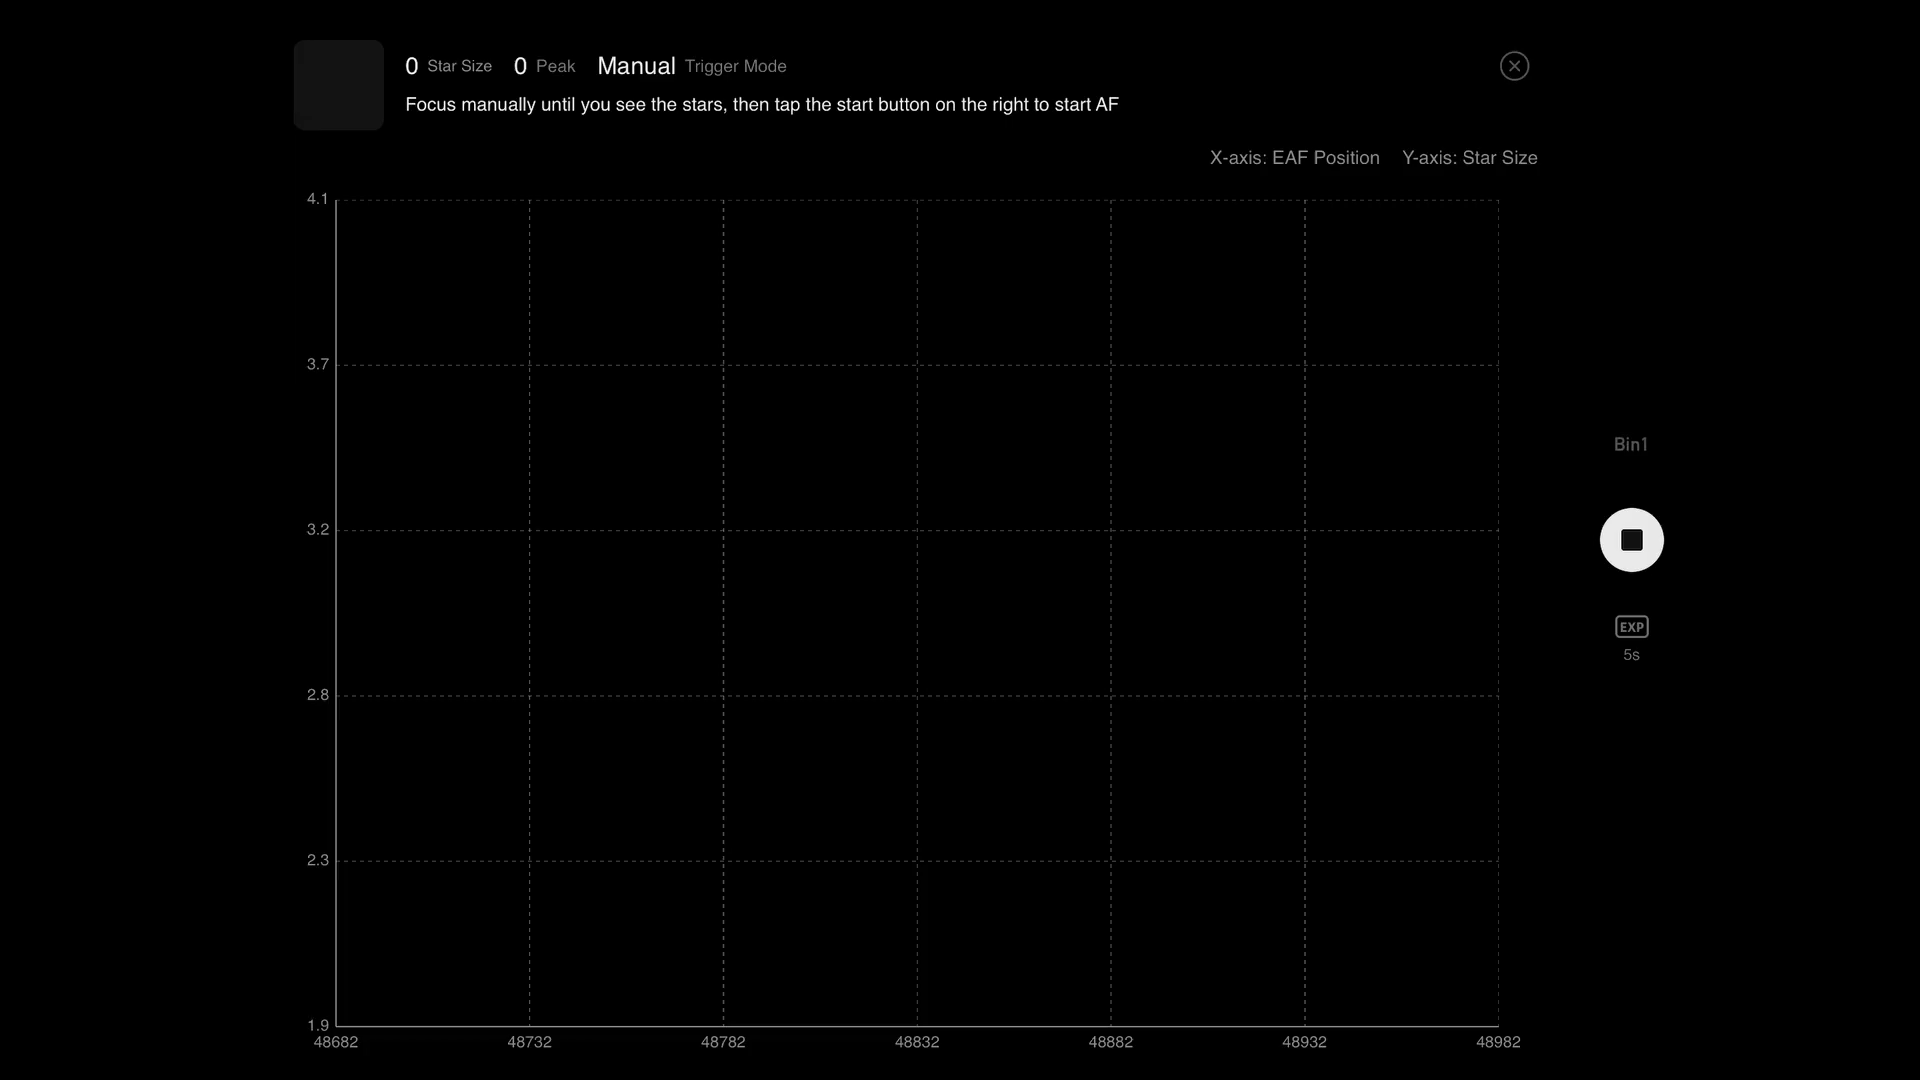 0 Star Size 0 Peak Manual Trigger Mode
Focus manually until you see the stars, then tap the start button on the right to start AF
X-axis: EAF Position Y-axis: Star Size
4.1
3.7
3.2
2.8
2.3
1.9
48682 48732 48782 48832 48882 48932 48982
Bin1
EXP
5s